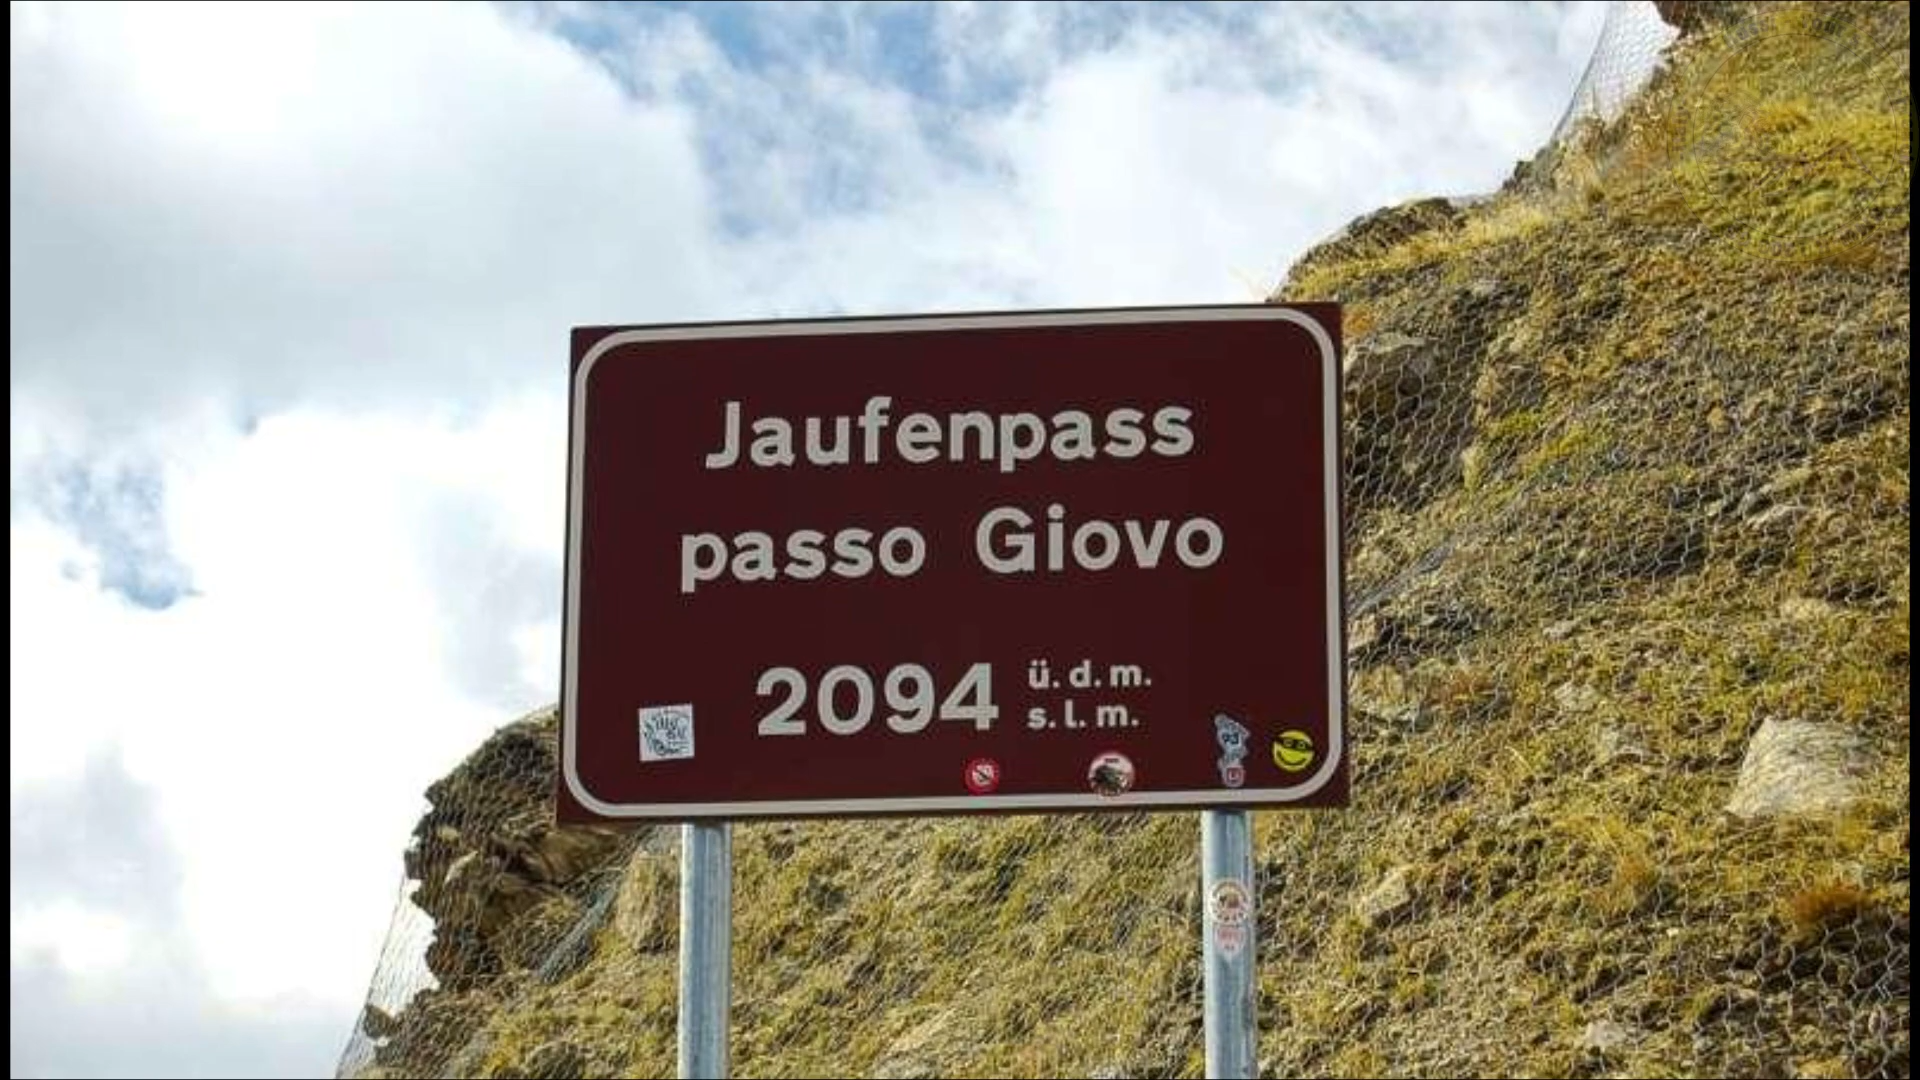 Jaufenpass
passo Giovo
2094 ü. d. m.
s. l. m.